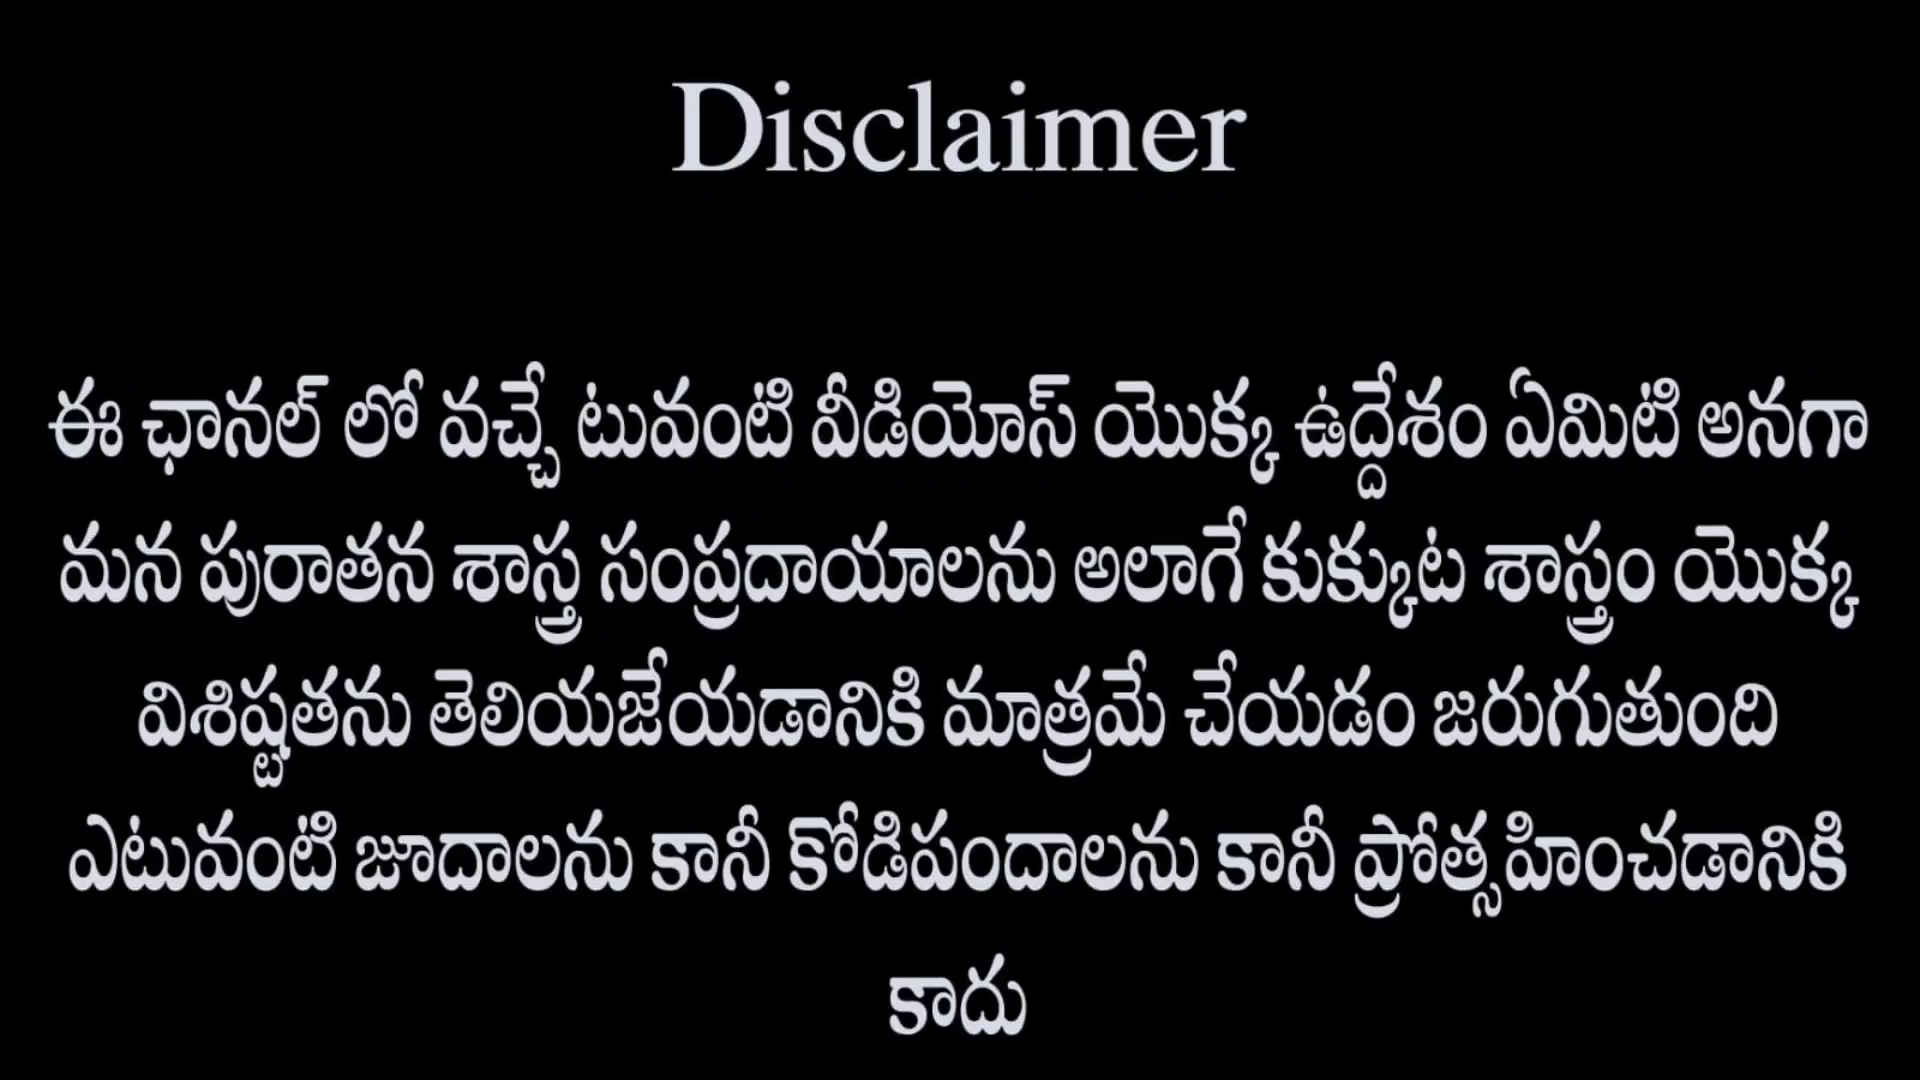 Disclaimer
ఈ ఛానల్ లో వచ్చే టువంటి వీడియోస్ యొక్క ఉద్దేశం ఏమిటి అనగా
మన పురాతన శాస్త్ర సంప్రదాయాలను అలాగే కుక్కుట శాస్త్రం యొక్క
విశిష్టతను తెలియజేయడానికి మాత్రమే చేయడం జరుగుతుంది
ఎటువంటి జూదాలను కానీ కోడిపందాలను కానీ ప్రోత్సహించడానికి
కాదు